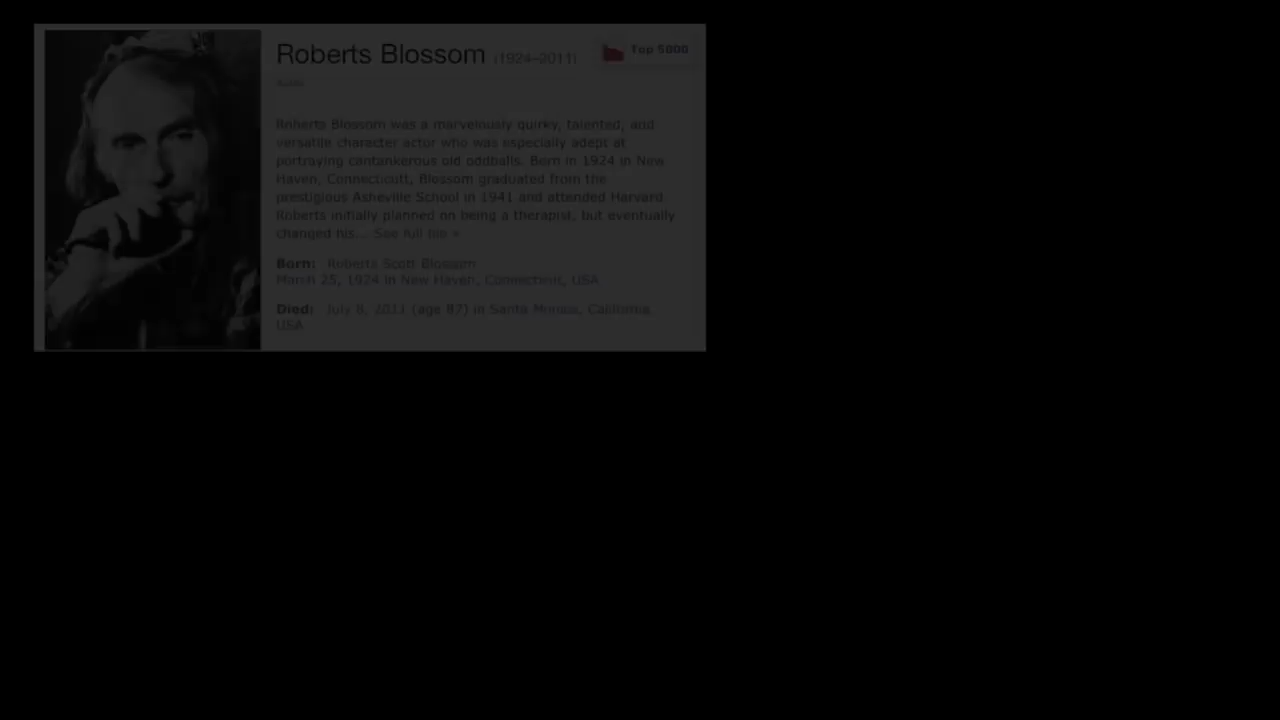 Roberts Blossom (1924–2011)
Top 5000
Roberts Blossom was a marvelously quirky, talented, and
versatile character actor who was especially adept at
portraying cantankerous old oddballs. Born in 1924 in New
Haven, Connecticutt, Blossom graduated from the
prestigious Asheville School in 1941 and attended Harvard.
Roberts initially planned on being a therapist, but eventually
changed his... See full bio »
Born: Roberts Scott Blossom
March 25, 1924 in New Haven, Connecticut, USA
Died: July 8, 2011 (age 87) in Santa Monica, California,
USA